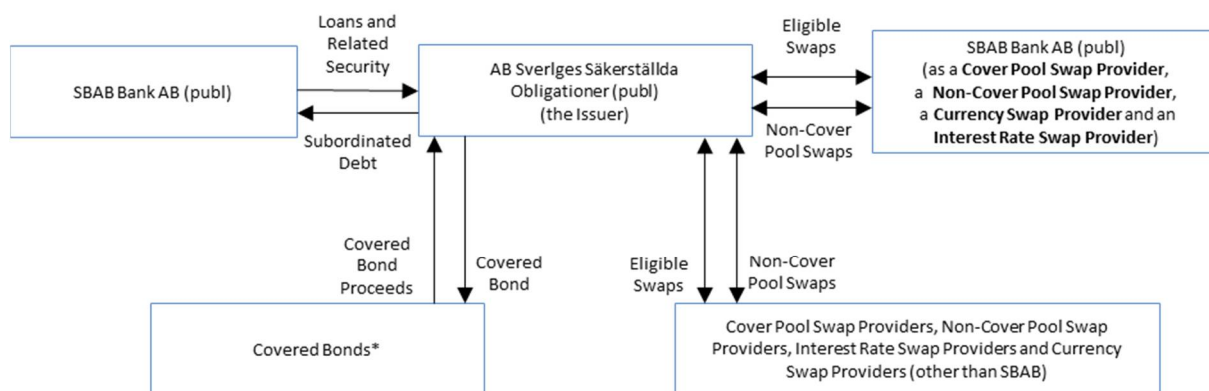 SBAB Bank AB (publ)
Loans and
Related
Security
Subordinated
Debt
AB Sveriges Säkerställda
Obligationer (publ)
(the Issuer)
Eligible
Swaps
Non-Cover
Pool Swaps
SBAB Bank AB (publ)
(as a Cover Pool Swap Provider,
a Non-Cover Pool Swap Provider,
a Currency Swap Provider and an
Interest Rate Swap Provider)
Covered
Bond
Proceeds
Covered
Bond
Eligible
Swaps
Non-Cover
Pool Swaps
Covered Bonds*
Cover Pool Swap Providers, Non-Cover Pool Swap
Providers, Interest Rate Swap Providers and Currency
Swap Providers (other than SBAB)